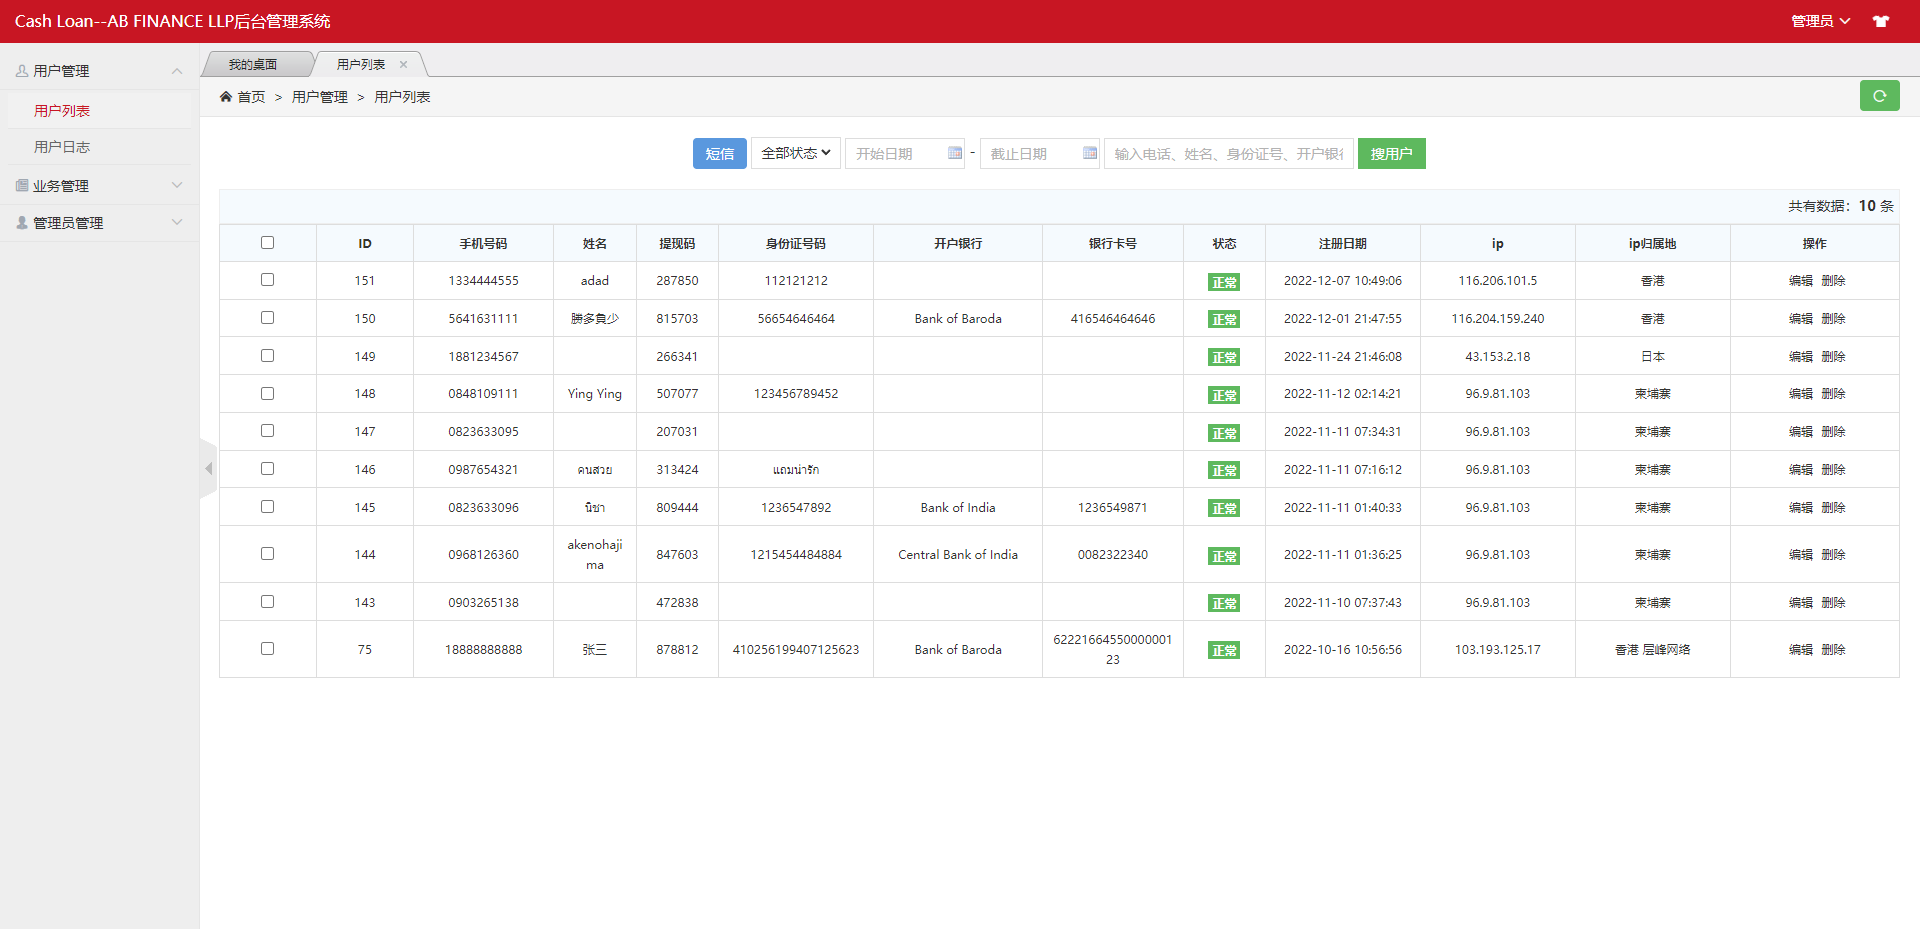 Cash Loan--AB FINANCE LLP后台管理系统
管理员
用户管理
用户列表
用户日志
业务管理
管理员管理
我的桌面
用户列表
首页 > 用户管理 > 用户列表
短信 全部状态 开始日期 - 截止日期 输入电话、姓名、身份证号、开户银行 搜用户
共有数据：10 条
ID 手机号码 姓名 提现码 身份证号码 开户银行 银行卡号 状态 注册日期 ip ip归属地 操作
151 1334444555 adad 287850 112121212 正常 2022-12-07 10:49:06 116.206.101.5 香港 编辑 删除
150 5641631111 勝多負少 815703 56654646464 Bank of Baroda 416546464646 正常 2022-12-01 21:47:55 116.204.159.240 香港 编辑 删除
149 1881234567 266341 正常 2022-11-24 21:46:08 43.153.2.18 日本 编辑 删除
148 0848109111 Ying Ying 507077 123456789452 正常 2022-11-12 02:14:21 96.9.81.103 柬埔寨 编辑 删除
147 0823633095 207031 正常 2022-11-11 07:34:31 96.9.81.103 柬埔寨 编辑 删除
146 0987654321 คนสวย 313424 แถมน่ารัก 正常 2022-11-11 07:16:12 96.9.81.103 柬埔寨 编辑 删除
145 0823633096 นิชา 809444 1236547892 Bank of India 1236549871 正常 2022-11-11 01:40:33 96.9.81.103 柬埔寨 编辑 删除
144 0968126360 akenohaji
ma 847603 1215454484884 Central Bank of India 0082322340 正常 2022-11-11 01:36:25 96.9.81.103 柬埔寨 编辑 删除
143 0903265138 472838 正常 2022-11-10 07:37:43 96.9.81.103 柬埔寨 编辑 删除
75 18888888888 张三 878812 410256199407125623 Bank of Baroda 62221664550000001
23 正常 2022-10-16 10:56:56 103.193.125.17 香港 层峰网络 编辑 删除